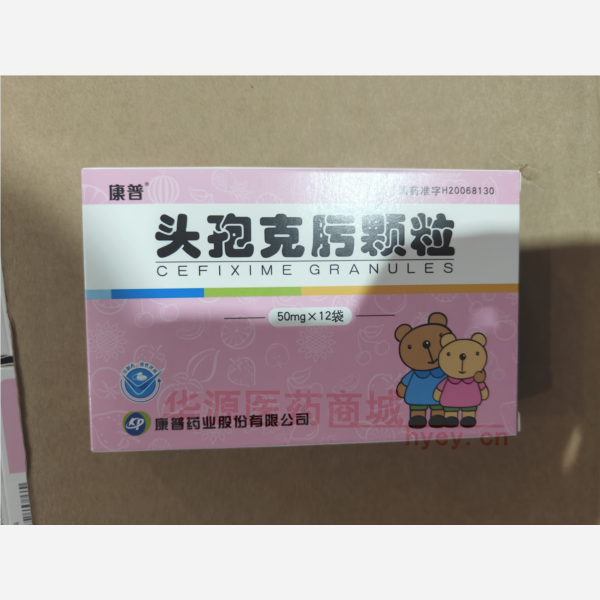 康普®
国药准字H20068130
头孢克肟颗粒
CEFIXIME GRANULES
50mg×12袋
华源医药商城
hyey.cn
康普药业股份有限公司